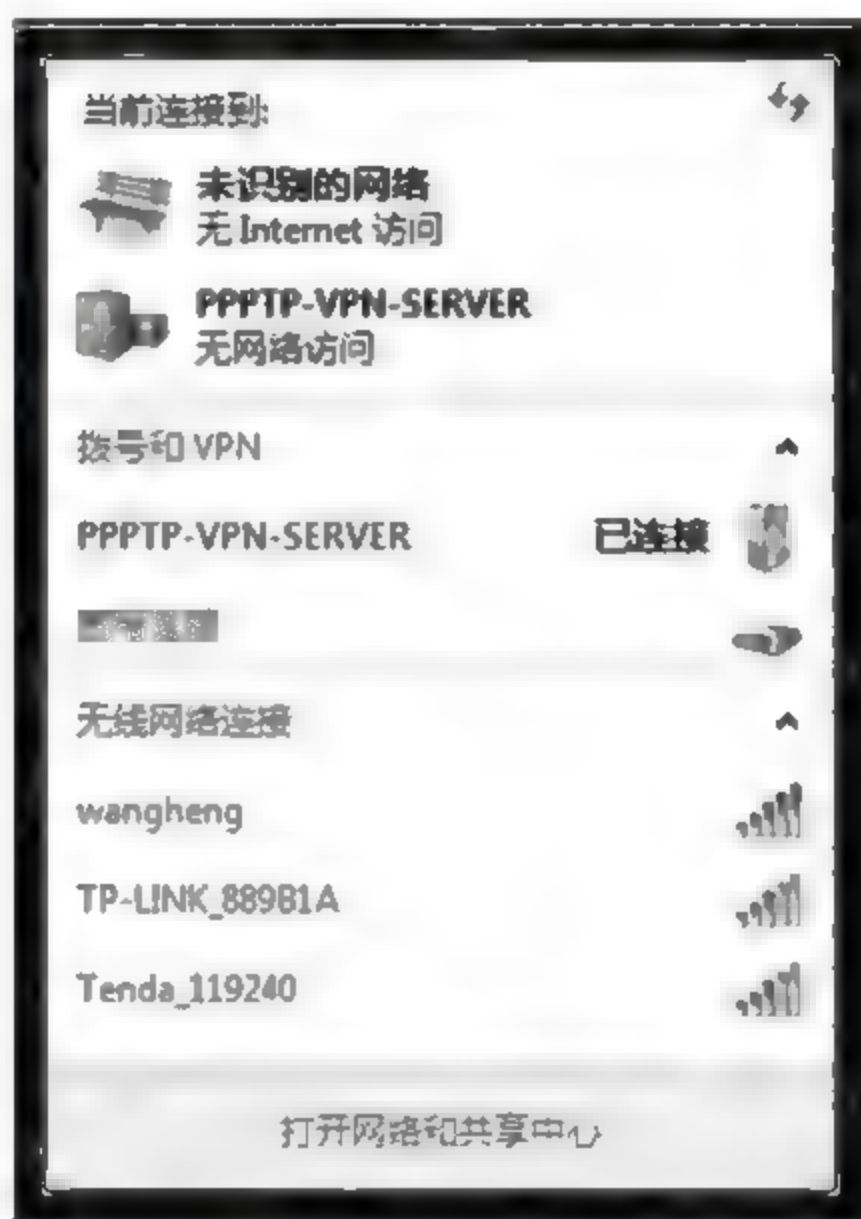 当前连接到:
未识别的网络
无 Internet 访问
PPPTP-VPN-SERVER
无网络访问
拨号和 VPN
PPPTP-VPN-SERVER 已连接
无线网络连接
wangheng
TP-LINK_889B1A
Tenda_119240
打开网络和共享中心